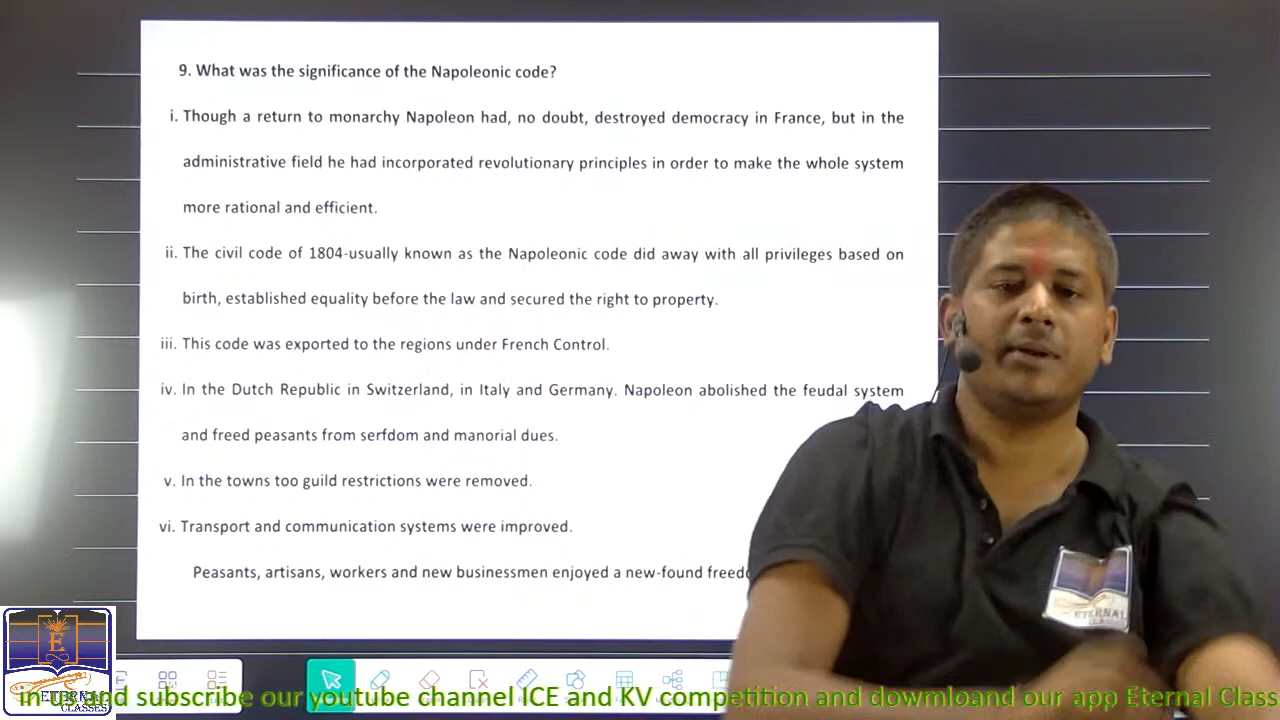 9. What was the significance of the Napoleonic code?
i. Though a return to monarchy Napoleon had, no doubt, destroyed democracy in France, but in the
administrative field he had incorporated revolutionary principles in order to make the whole system
more rational and efficient.
ii. The civil code of 1804-usually known as the Napoleonic code did away with all privileges based on
birth, established equality before the law and secured the right to property.
iii. This code was exported to the regions under French Control.
iv. In the Dutch Republic in Switzerland, in Italy and Germany. Napoleon abolished the feudal system
and freed peasants from serfdom and manorial dues.
v. In the towns too guild restrictions were removed.
vi. Transport and communication systems were improved.
Peasants, artisans, workers and new businessmen enjoyed a new-found
ETERNAL
E
ETERNAL
CLASSES
in us and subscribe our youtube channel ICE and KV competition and dowmloand our app Eternal Class